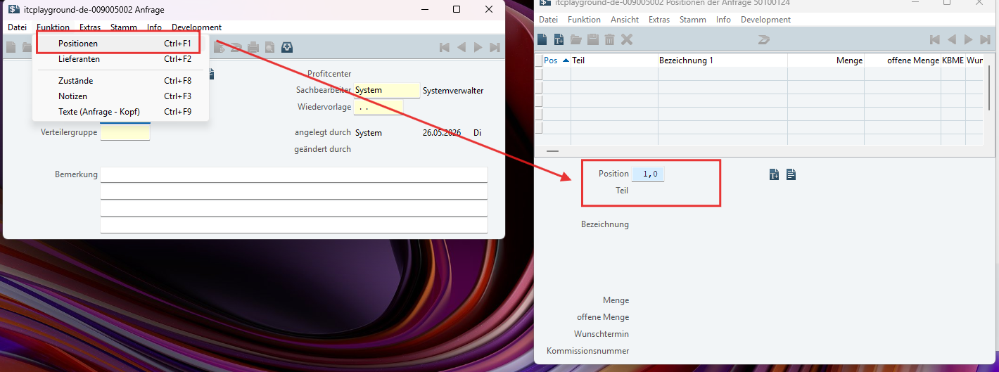 itcplayground-de-009005002 Anfrage
Datei Funktion Extras Stamm Info Development
Positionen Ctrl+F1
Lieferanten Ctrl+F2
Zustände Ctrl+F8
Notizen Ctrl+F3
Texte (Anfrage - Kopf) Ctrl+F9
Profitcenter
Sachbearbeiter System Systemverwalter
Wiedervorlage . .
Verteilergruppe
angelegt durch System 26.05.2026 Di
geändert durch
Bemerkung
itcplayground-de-009005002 Positionen der Anfrage 50100124
Datei Funktion Ansicht Extras Stamm Info Development
Pos Teil Bezeichnung 1 Menge offene Menge KBME Wun
Position 1,0
Teil
Bezeichnung
Menge
offene Menge
Wunschtermin
Kommissionsnummer